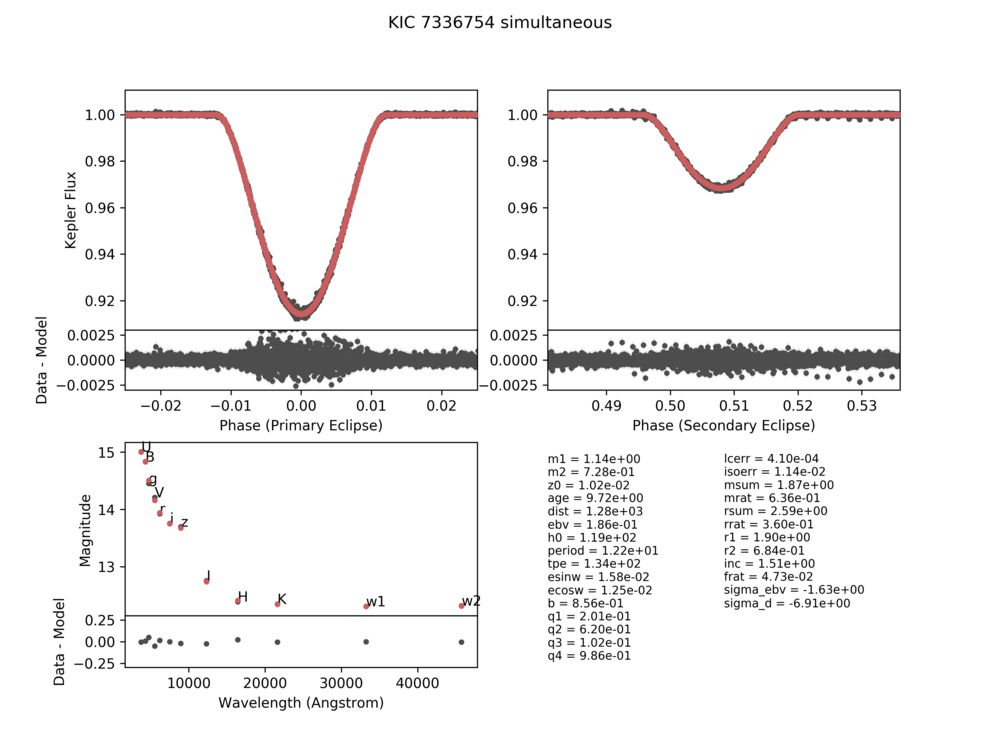 KIC 7336754 simultaneous
1.00
0.98
0.96
0.94
0.92
Kepler Flux
0.0025
0.0000
−0.0025
Data - Model
−0.02 −0.01 0.00 0.01 0.02
Phase (Primary Eclipse)
1.00
0.98
0.96
0.94
0.92
0.0025
0.0000
−0.0025
0.49 0.50 0.51 0.52 0.53
Phase (Secondary Eclipse)
15
14
13
Magnitude
U
B
g
V
r
i
z
J
H
K
w1
w2
0.25
0.00
−0.25
Data - Model
10000 20000 30000 40000
Wavelength (Angstrom)
m1 = 1.14e+00
m2 = 7.28e-01
z0 = 1.02e-02
age = 9.72e+00
dist = 1.28e+03
ebv = 1.86e-01
h0 = 1.19e+02
period = 1.22e+01
tpe = 1.34e+02
esinw = 1.58e-02
ecosw = 1.25e-02
b = 8.56e-01
q1 = 2.01e-01
q2 = 6.20e-01
q3 = 1.02e-01
q4 = 9.86e-01
lcerr = 4.10e-04
isoerr = 1.14e-02
msum = 1.87e+00
mrat = 6.36e-01
rsum = 2.59e+00
rrat = 3.60e-01
r1 = 1.90e+00
r2 = 6.84e-01
inc = 1.51e+00
frat = 4.73e-02
sigma_ebv = -1.63e+00
sigma_d = -6.91e+00